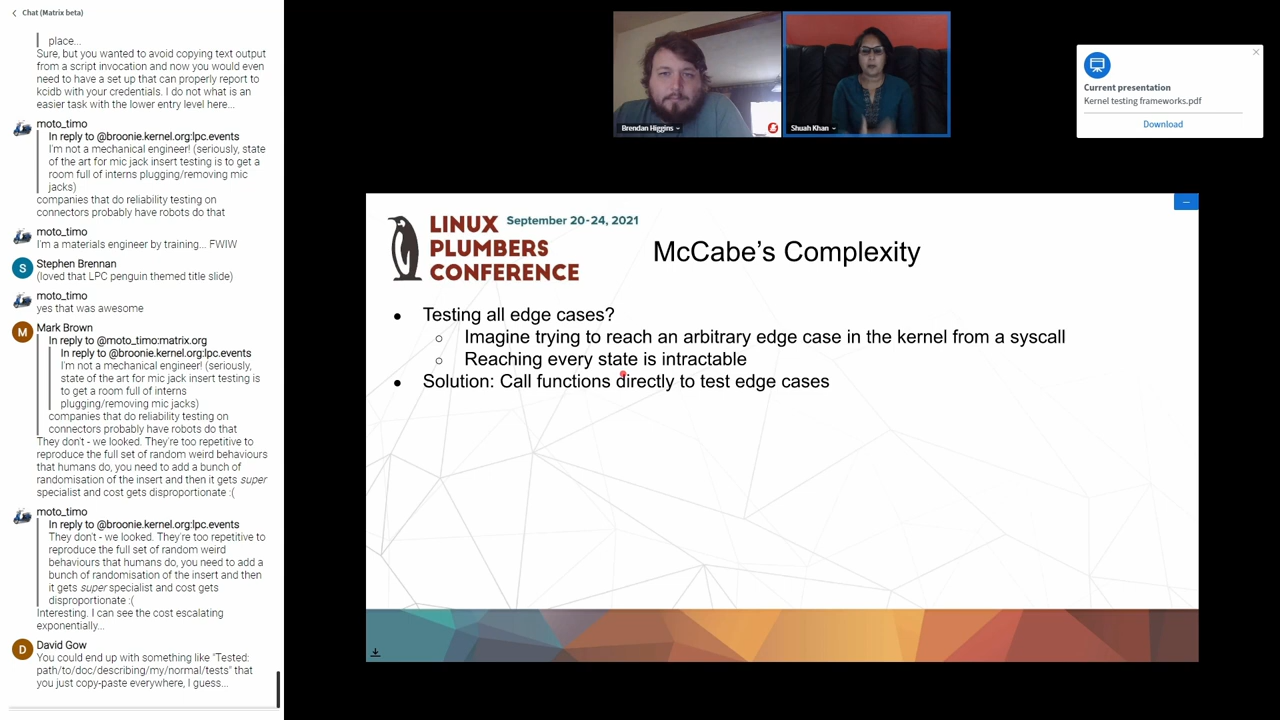 Chat (Matrix beta)
place...
Sure, but you wanted to avoid copying text output
from a script invocation and now you would even
need to have a set up that can properly report to
kcidb with your credentials. I do not what is an
easier task with the lower entry level here...
moto_timo
In reply to @broonie.kernel.org:lpc.events
I'm not a mechanical engineer! (seriously, state
of the art for mic jack insert testing is to get a
room full of interns plugging/removing mic
jacks)
companies that do reliability testing on
connectors probably have robots do that
moto_timo
I'm a materials engineer by training... FWIW
S
Stephen Brennan
(loved that LPC penguin themed title slide)
moto_timo
yes that was awesome
M
Mark Brown
In reply to @moto_timo:matrix.org
In reply to @broonie.kernel.org:lpc.events
I'm not a mechanical engineer! (seriously,
state of the art for mic jack insert testing is
to get a room full of interns
plugging/removing mic jacks)
companies that do reliability testing on
connectors probably have robots do that
They don't - we looked. They're too repetitive to
reproduce the full set of random weird behaviours
that humans do, you need to add a bunch of
randomisation of the insert and then it gets super
specialist and cost gets disproportionate :(
moto_timo
In reply to @broonie.kernel.org:lpc.events
They don't - we looked. They're too repetitive to
reproduce the full set of random weird
behaviours that humans do, you need to add a
bunch of randomisation of the insert and then
it gets super specialist and cost gets
disproportionate :(
Interesting. I can see the cost escalating
exponentially...
D
David Gow
You could end up with something like "Tested:
path/to/doc/describing/my/normal/tests" that
you just copy-paste everywhere, I guess...
Brendan Higgins
Shuah Khan
Current presentation
Kernel testing frameworks.pdf
Download
LINUX
PLUMBERS
CONFERENCE
September 20-24, 2021
McCabe's Complexity
● Testing all edge cases?
○ Imagine trying to reach an arbitrary edge case in the kernel from a syscall
○ Reaching every state is intractable
● Solution: Call functions directly to test edge cases